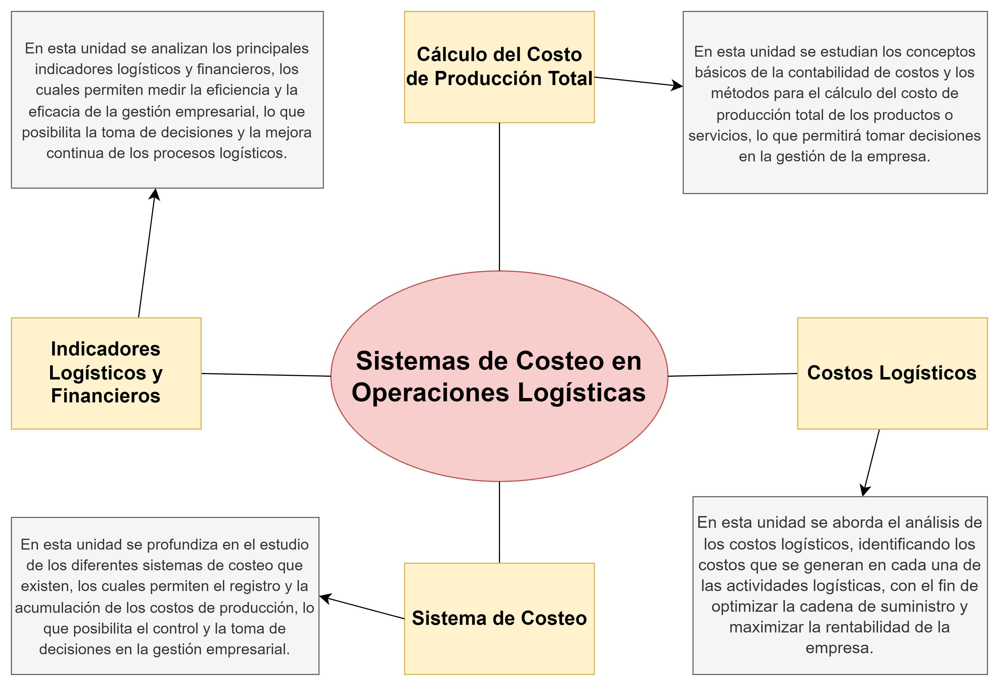 En esta unidad se analizan los principales
indicadores logísticos y financieros, los
cuales permiten medir la eficiencia y la
eficacia de la gestión empresarial, lo que
posibilita la toma de decisiones y la mejora
continua de los procesos logísticos.
Cálculo del Costo
de Producción Total
En esta unidad se estudian los conceptos
básicos de la contabilidad de costos y los
métodos para el cálculo del costo de
producción total de los productos o
servicios, lo que permitirá tomar decisiones
en la gestión de la empresa.
Indicadores
Logísticos y
Financieros
Sistemas de Costeo en
Operaciones Logísticas
Costos Logísticos
En esta unidad se profundiza en el estudio
de los diferentes sistemas de costeo que
existen, los cuales permiten el registro y la
acumulación de los costos de producción, lo
que posibilita el control y la toma de
decisiones en la gestión empresarial.
Sistema de Costeo
En esta unidad se aborda el análisis de
los costos logísticos, identificando los
costos que se generan en cada una de
las actividades logísticas, con el fin de
optimizar la cadena de suministro y
maximizar la rentabilidad de la
empresa.